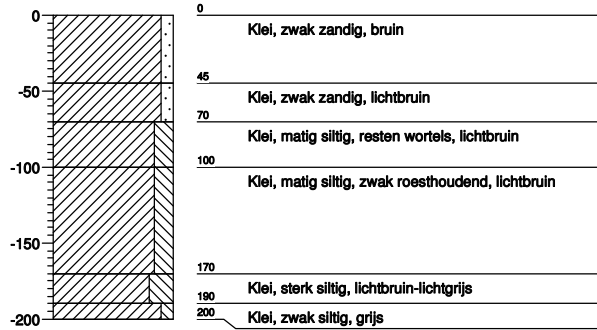 0
0
Klei, zwak zandig, bruin
45
-50
Klei, zwak zandig, lichtbruin
70
Klei, matig siltig, resten wortels, lichtbruin
100
-100
Klei, matig siltig, zwak roesthoudend, lichtbruin
-150
170
Klei, sterk siltig, lichtbruin-lichtgrijs
190
200
-200
Klei, zwak siltig, grijs